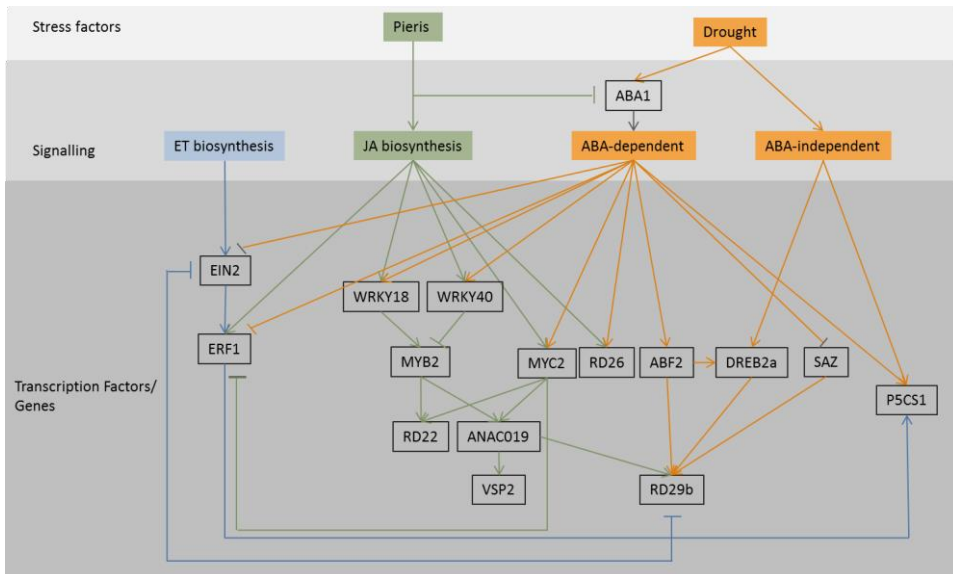 Stress factors
Pieris
Drought
ABA1
Signalling
ET biosynthesis
JA biosynthesis
ABA-dependent
ABA-independent
EIN2
WRKY18
WRKY40
ERF1
MYB2
MYC2
RD26
ABF2
DREB2a
SAZ
Transcription Factors/
Genes
P5CS1
RD22
ANAC019
VSP2
RD29b